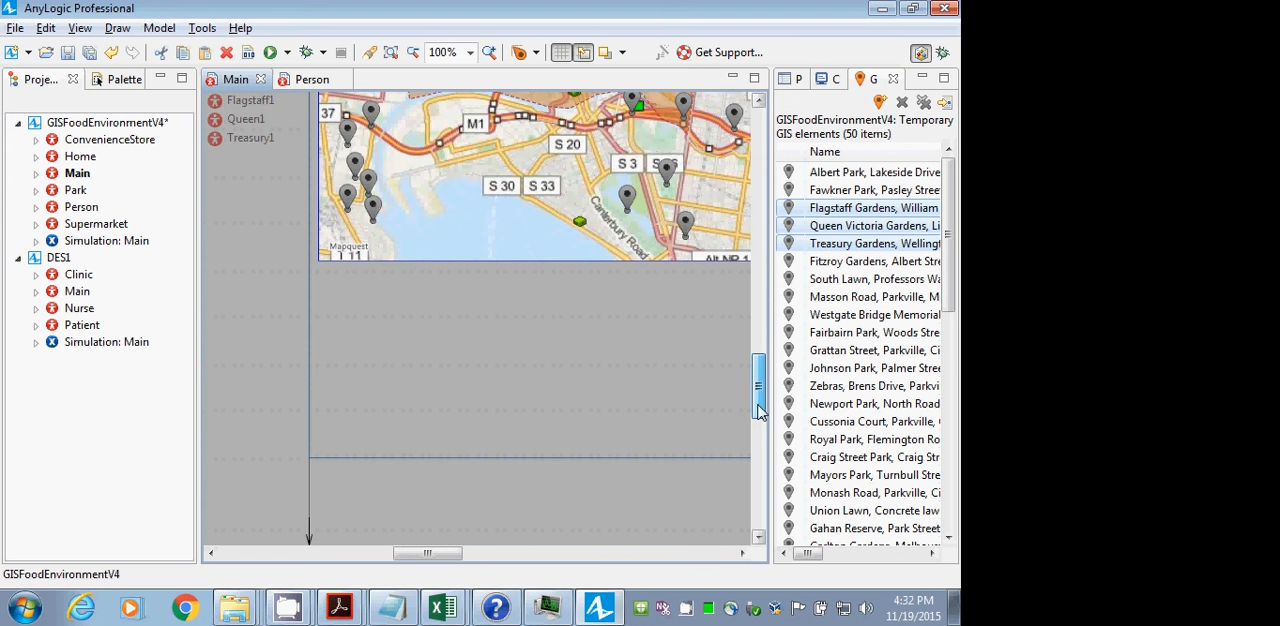 AnyLogic Professional
File Edit View Draw Model Tools Help
100% Get Support...
Proje... Palette Main Person P C G
GISFoodEnvironmentV4*
ConvenienceStore
Home
Main
Park
Person
Supermarket
Simulation: Main
DES1
Clinic
Main
Nurse
Patient
Simulation: Main
Flagstaff1
Queen1
Treasury1
37
M1
S 20
S 3
S 30 S 33
Canterbury Road
Mapquest
GISFoodEnvironmentV4: Temporary
GIS elements (50 items)
Name
Albert Park, Lakeside Drive
Fawkner Park, Pasley Street
Flagstaff Gardens, William
Queen Victoria Gardens, Li
Treasury Gardens, Wellingt
Fitzroy Gardens, Albert Stre
South Lawn, Professors Wa
Masson Road, Parkville, M
Westgate Bridge Memorial
Fairbairn Park, Woods Stre
Grattan Street, Parkville, Ci
Johnson Park, Palmer Stree
Zebras, Brens Drive, Parkvi
Newport Park, North Road
Cussonia Court, Parkville,
Royal Park, Flemington Ro
Craig Street Park, Craig Str
Mayors Park, Turnbull Stre
Monash Road, Parkville, Ci
Union Lawn, Concrete law
Gahan Reserve, Park Street
GISFoodEnvironmentV4
4:32 PM
11/19/2015